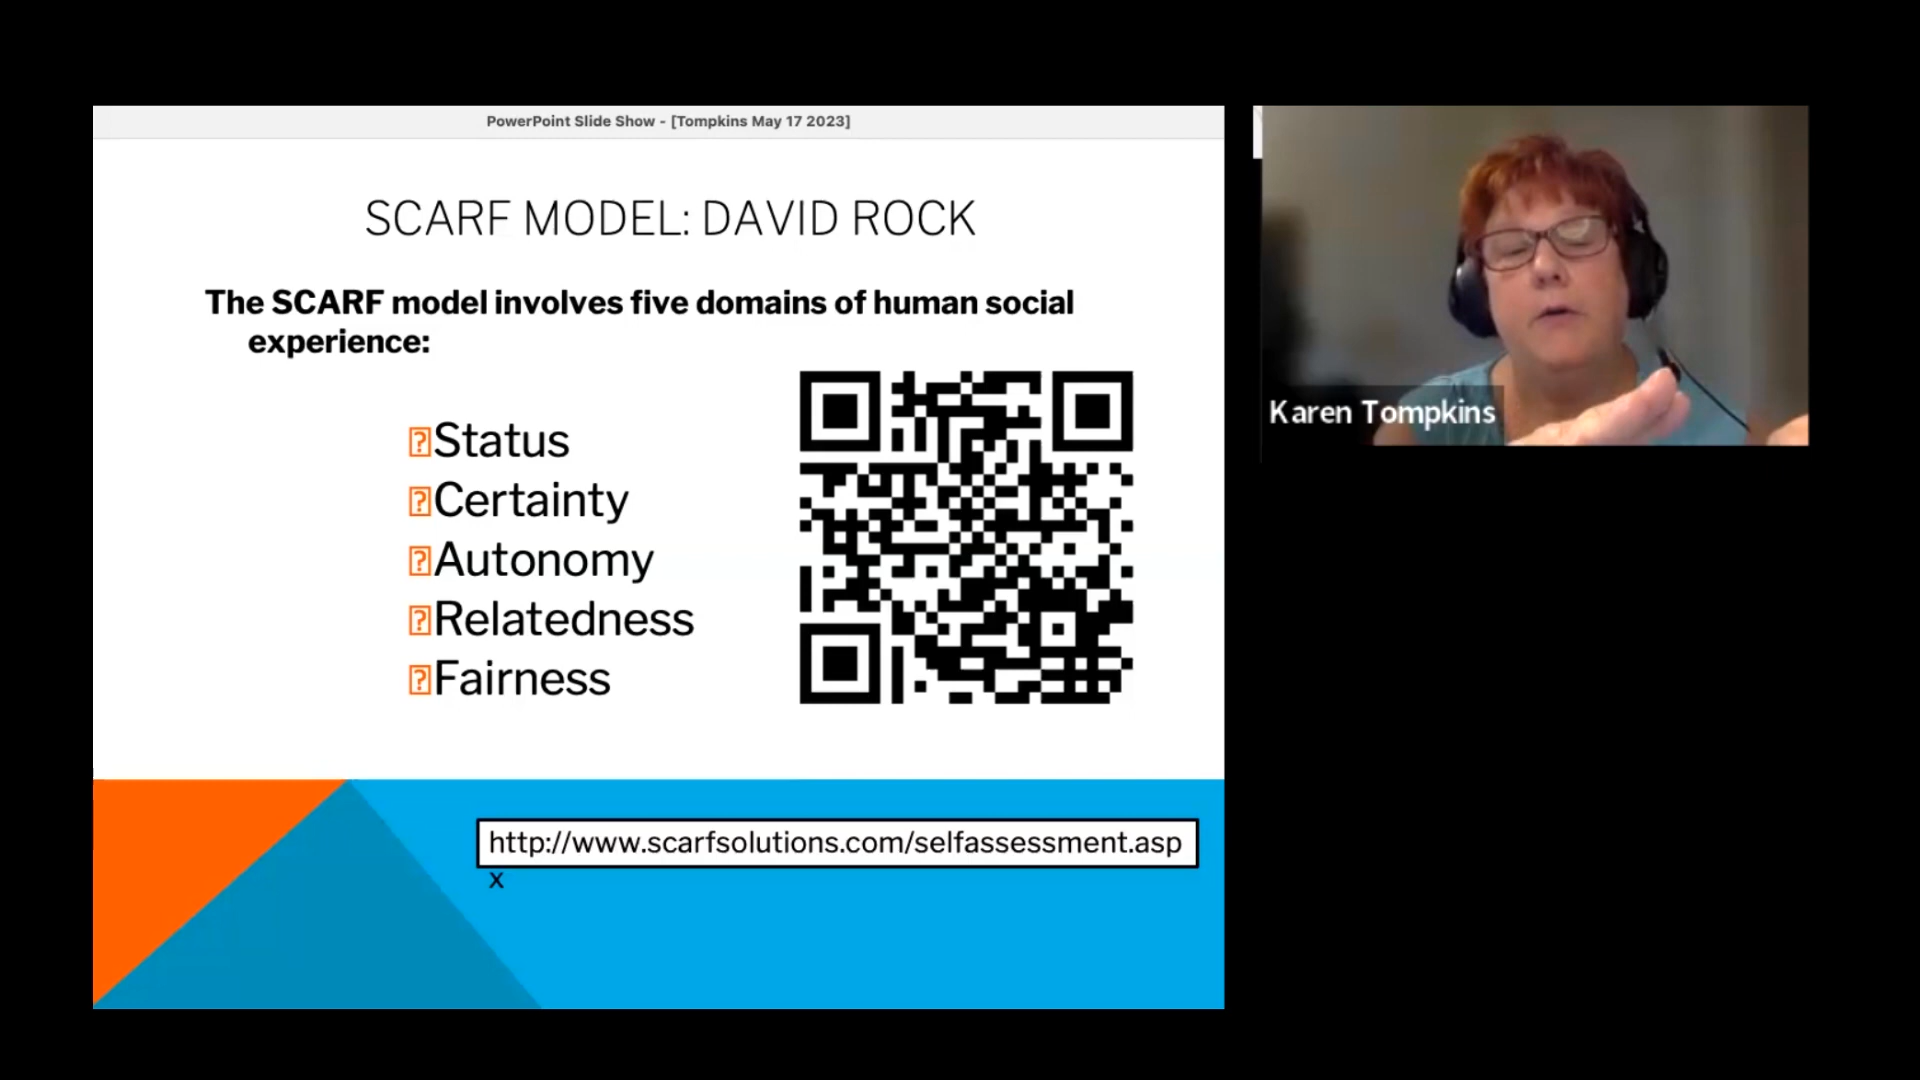 PowerPoint Slide Show - [Tompkins May 17 2023]
SCARF MODEL: DAVID ROCK
The SCARF model involves five domains of human social
experience:
Status
Certainty
Autonomy
Relatedness
Fairness
http://www.scarfsolutions.com/selfassessment.asp
x
Karen Tompkins